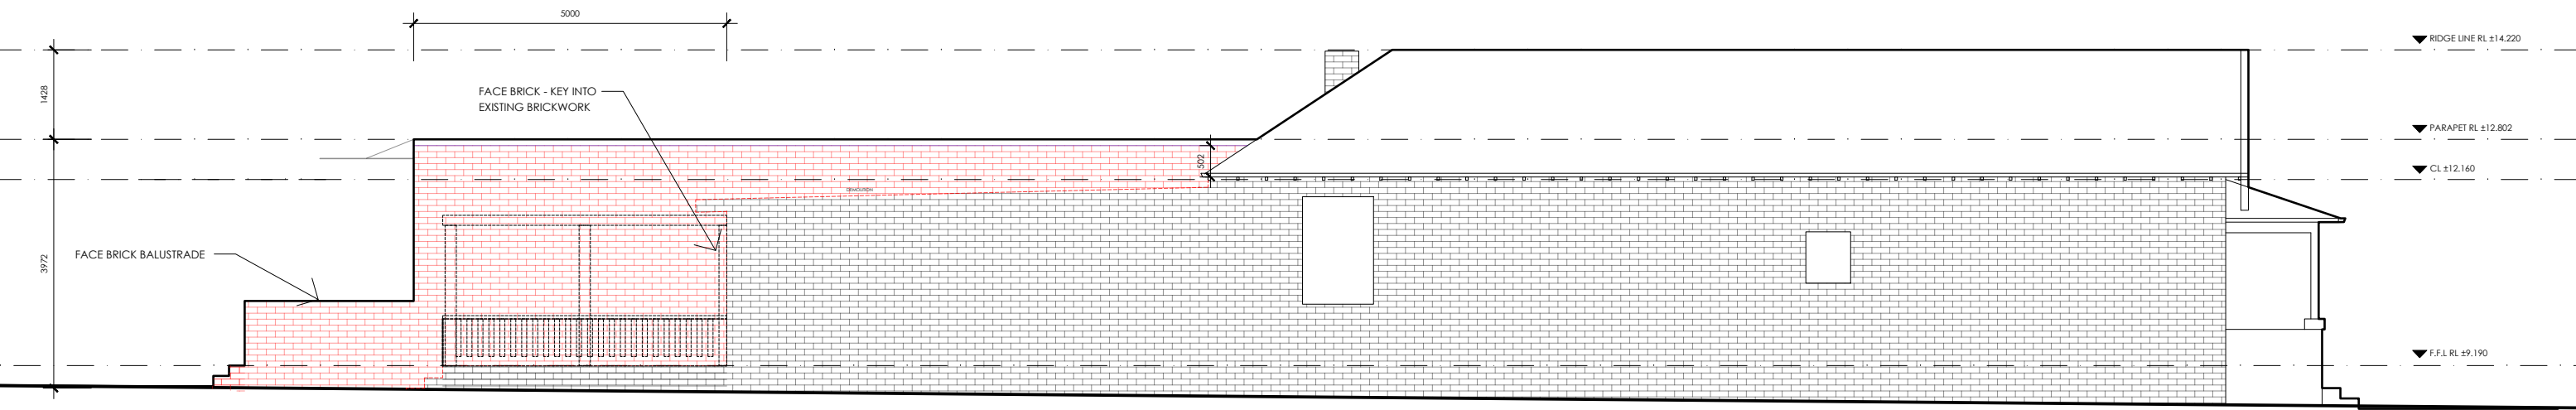 5000
RIDGE LINE RL ±14.220
1428
FACE BRICK - KEY INTO
EXISTING BRICKWORK
PARAPET RL ±12.802
502
CL ±12.160
DEMOLITION
FACE BRICK BALUSTRADE
3972
F.F.L RL ±9.190